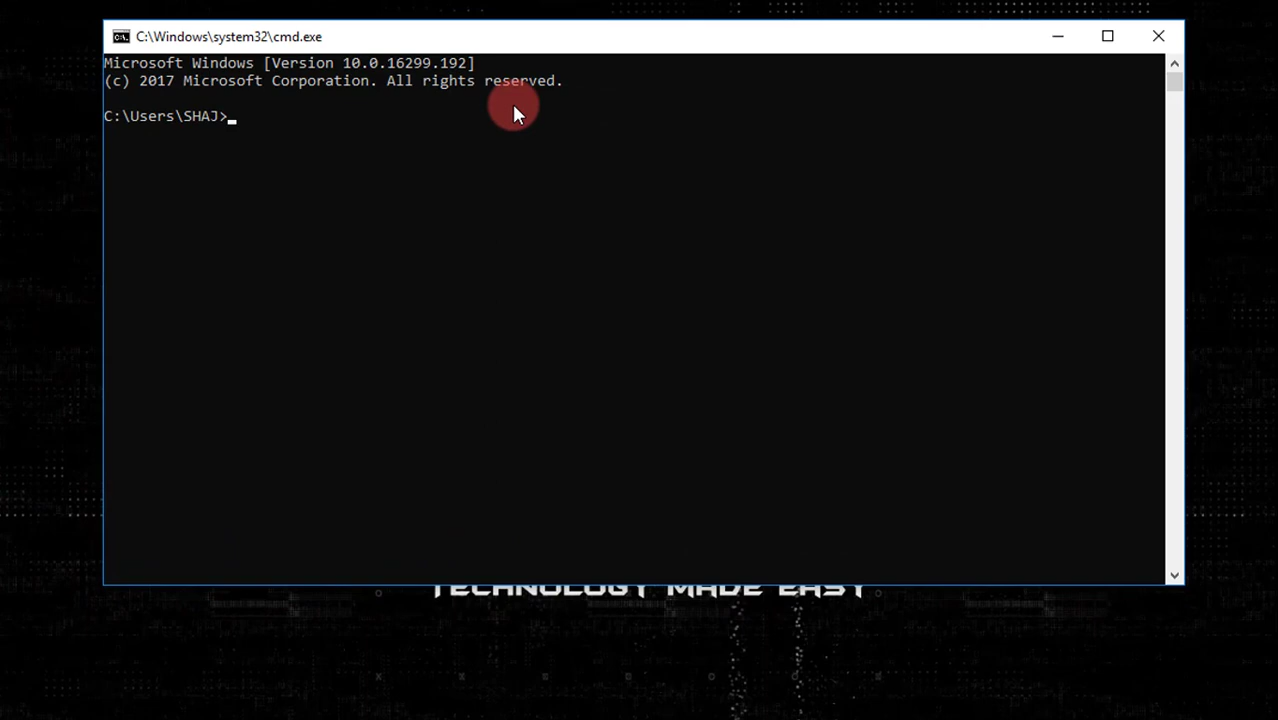 C:\Windows\system32\cmd.exe
Microsoft Windows [Version 10.0.16299.192]
(c) 2017 Microsoft Corporation. All rights reserved.
C:\Users\SHAJ>
TECHNOLOGY MADE EASY